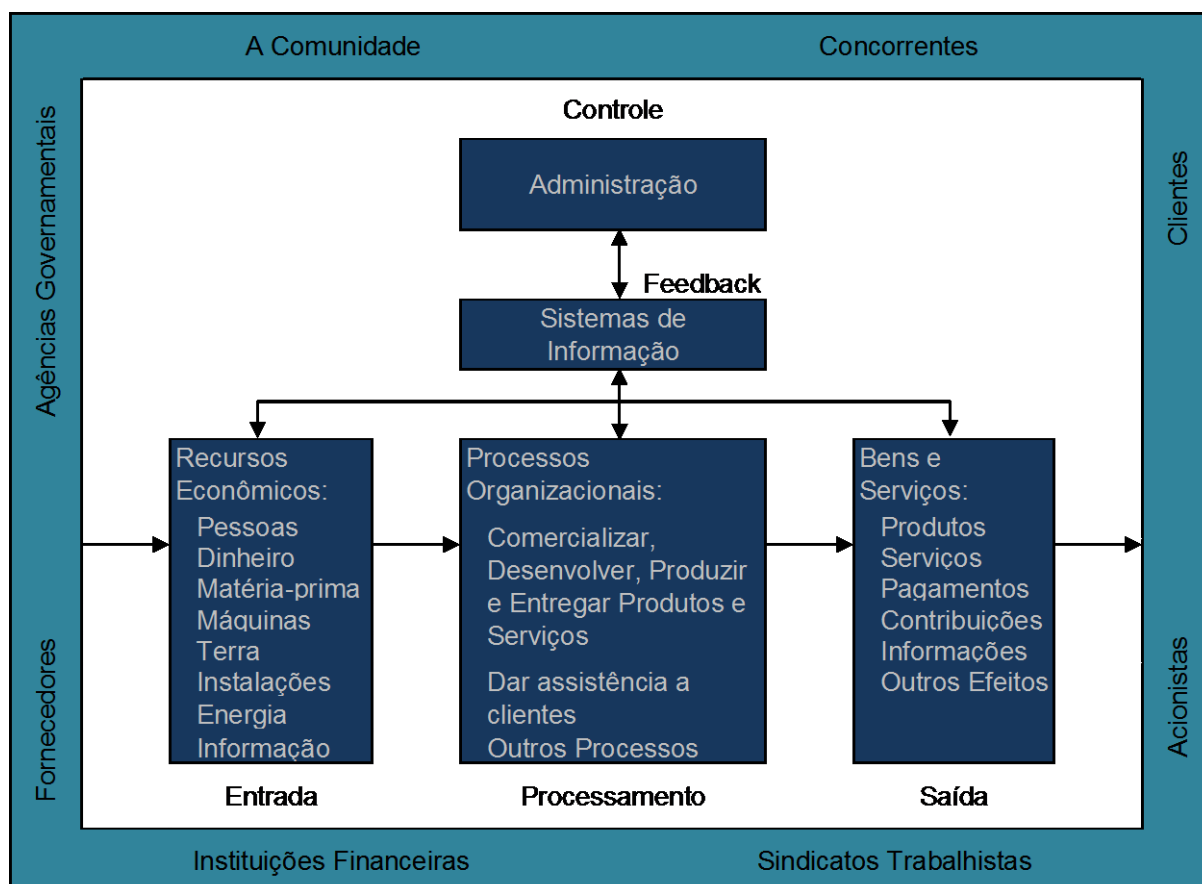 A Comunidade
Concorrentes
Agências Governamentais
Fornecedores
Clientes
Acionistas
Controle
Administração
Feedback
Sistemas de
Informação
Recursos
Econômicos:
Pessoas
Dinheiro
Matéria-prima
Máquinas
Terra
Instalações
Energia
Informação
Entrada
Processos
Organizacionais:
Comercializar,
Desenvolver, Produzir
e Entregar Produtos e
Serviços
Dar assistência a
clientes
Outros Processos
Processamento
Bens e
Serviços:
Produtos
Serviços
Pagamentos
Contribuições
Informações
Outros Efeitos
Saída
Instituições Financeiras
Sindicatos Trabalhistas